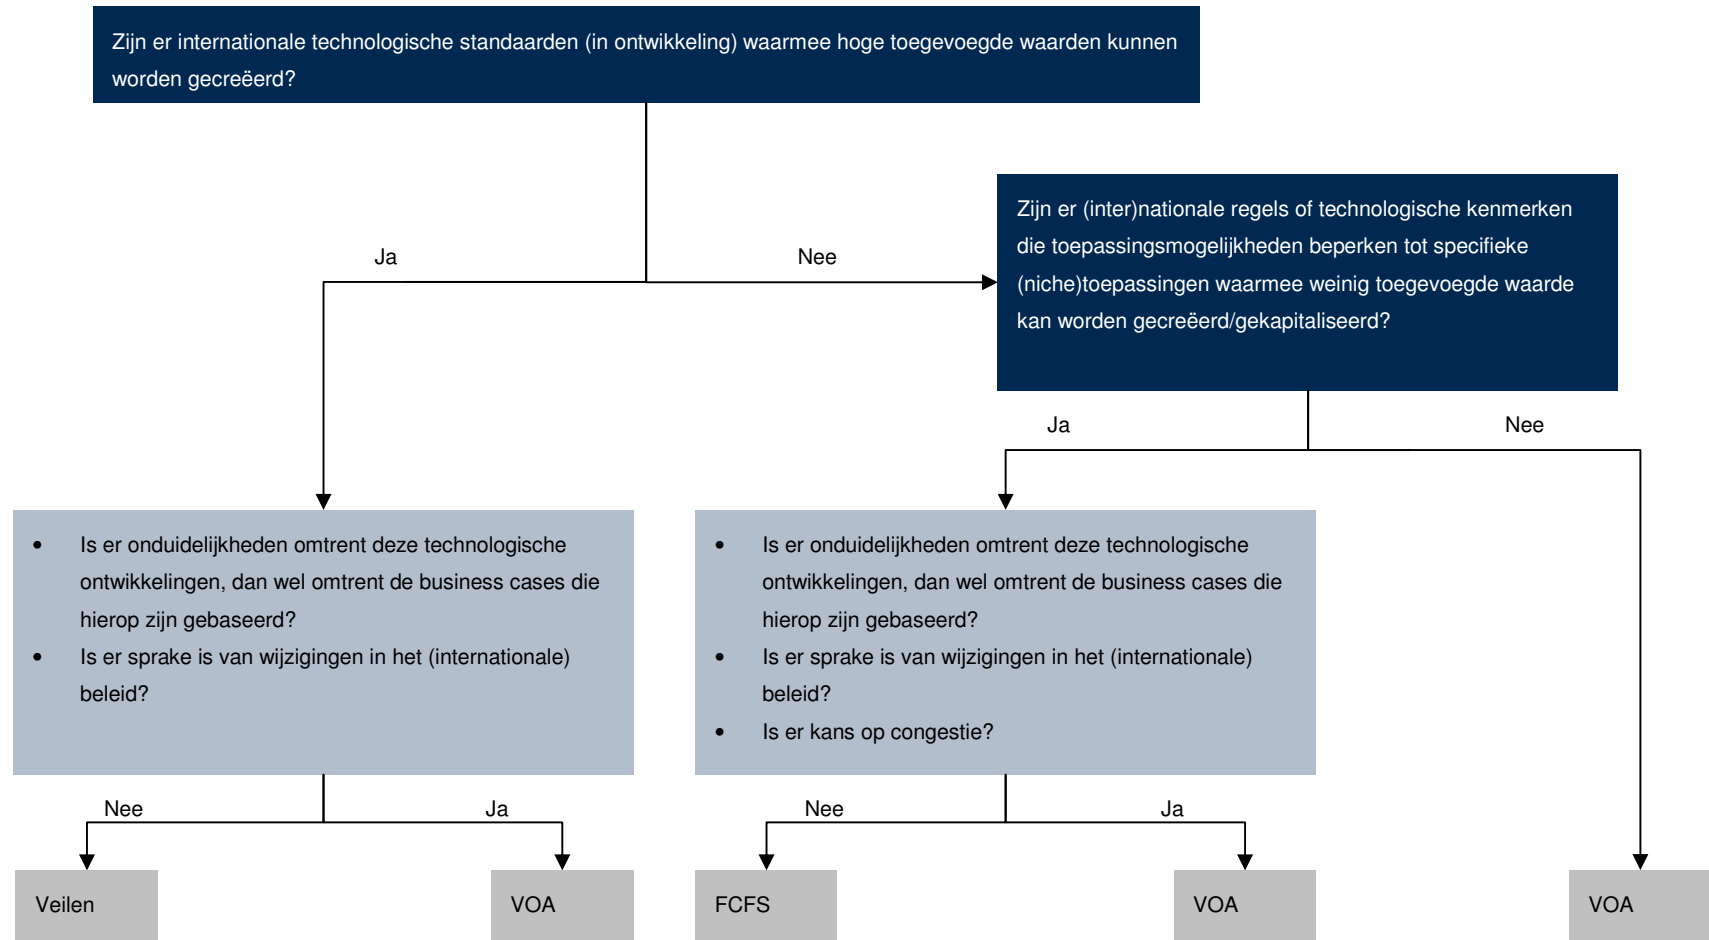 Zijn er internationale technologische standaarden (in ontwikkeling) waarmee hoge toegevoegde waarden kunnen
worden gecreëerd?
Zijn er (inter)nationale regels of technologische kenmerken
die toepassingsmogelijkheden beperken tot specifieke
(niche)toepassingen waarmee weinig toegevoegde waarde
kan worden gecreëerd/gekapitaliseerd?
Ja
Nee
Ja
Nee
• Is er onduidelijkheden omtrent deze technologische
ontwikkelingen, dan wel omtrent de business cases die
hierop zijn gebaseerd?
• Is er sprake is van wijzigingen in het (internationale)
beleid?
• Is er onduidelijkheden omtrent deze technologische
ontwikkelingen, dan wel omtrent de business cases die
hierop zijn gebaseerd?
• Is er sprake is van wijzigingen in het (internationale)
beleid?
• Is er kans op congestie?
Nee
Ja
Nee
Ja
Veilen
VOA
FCFS
VOA
VOA